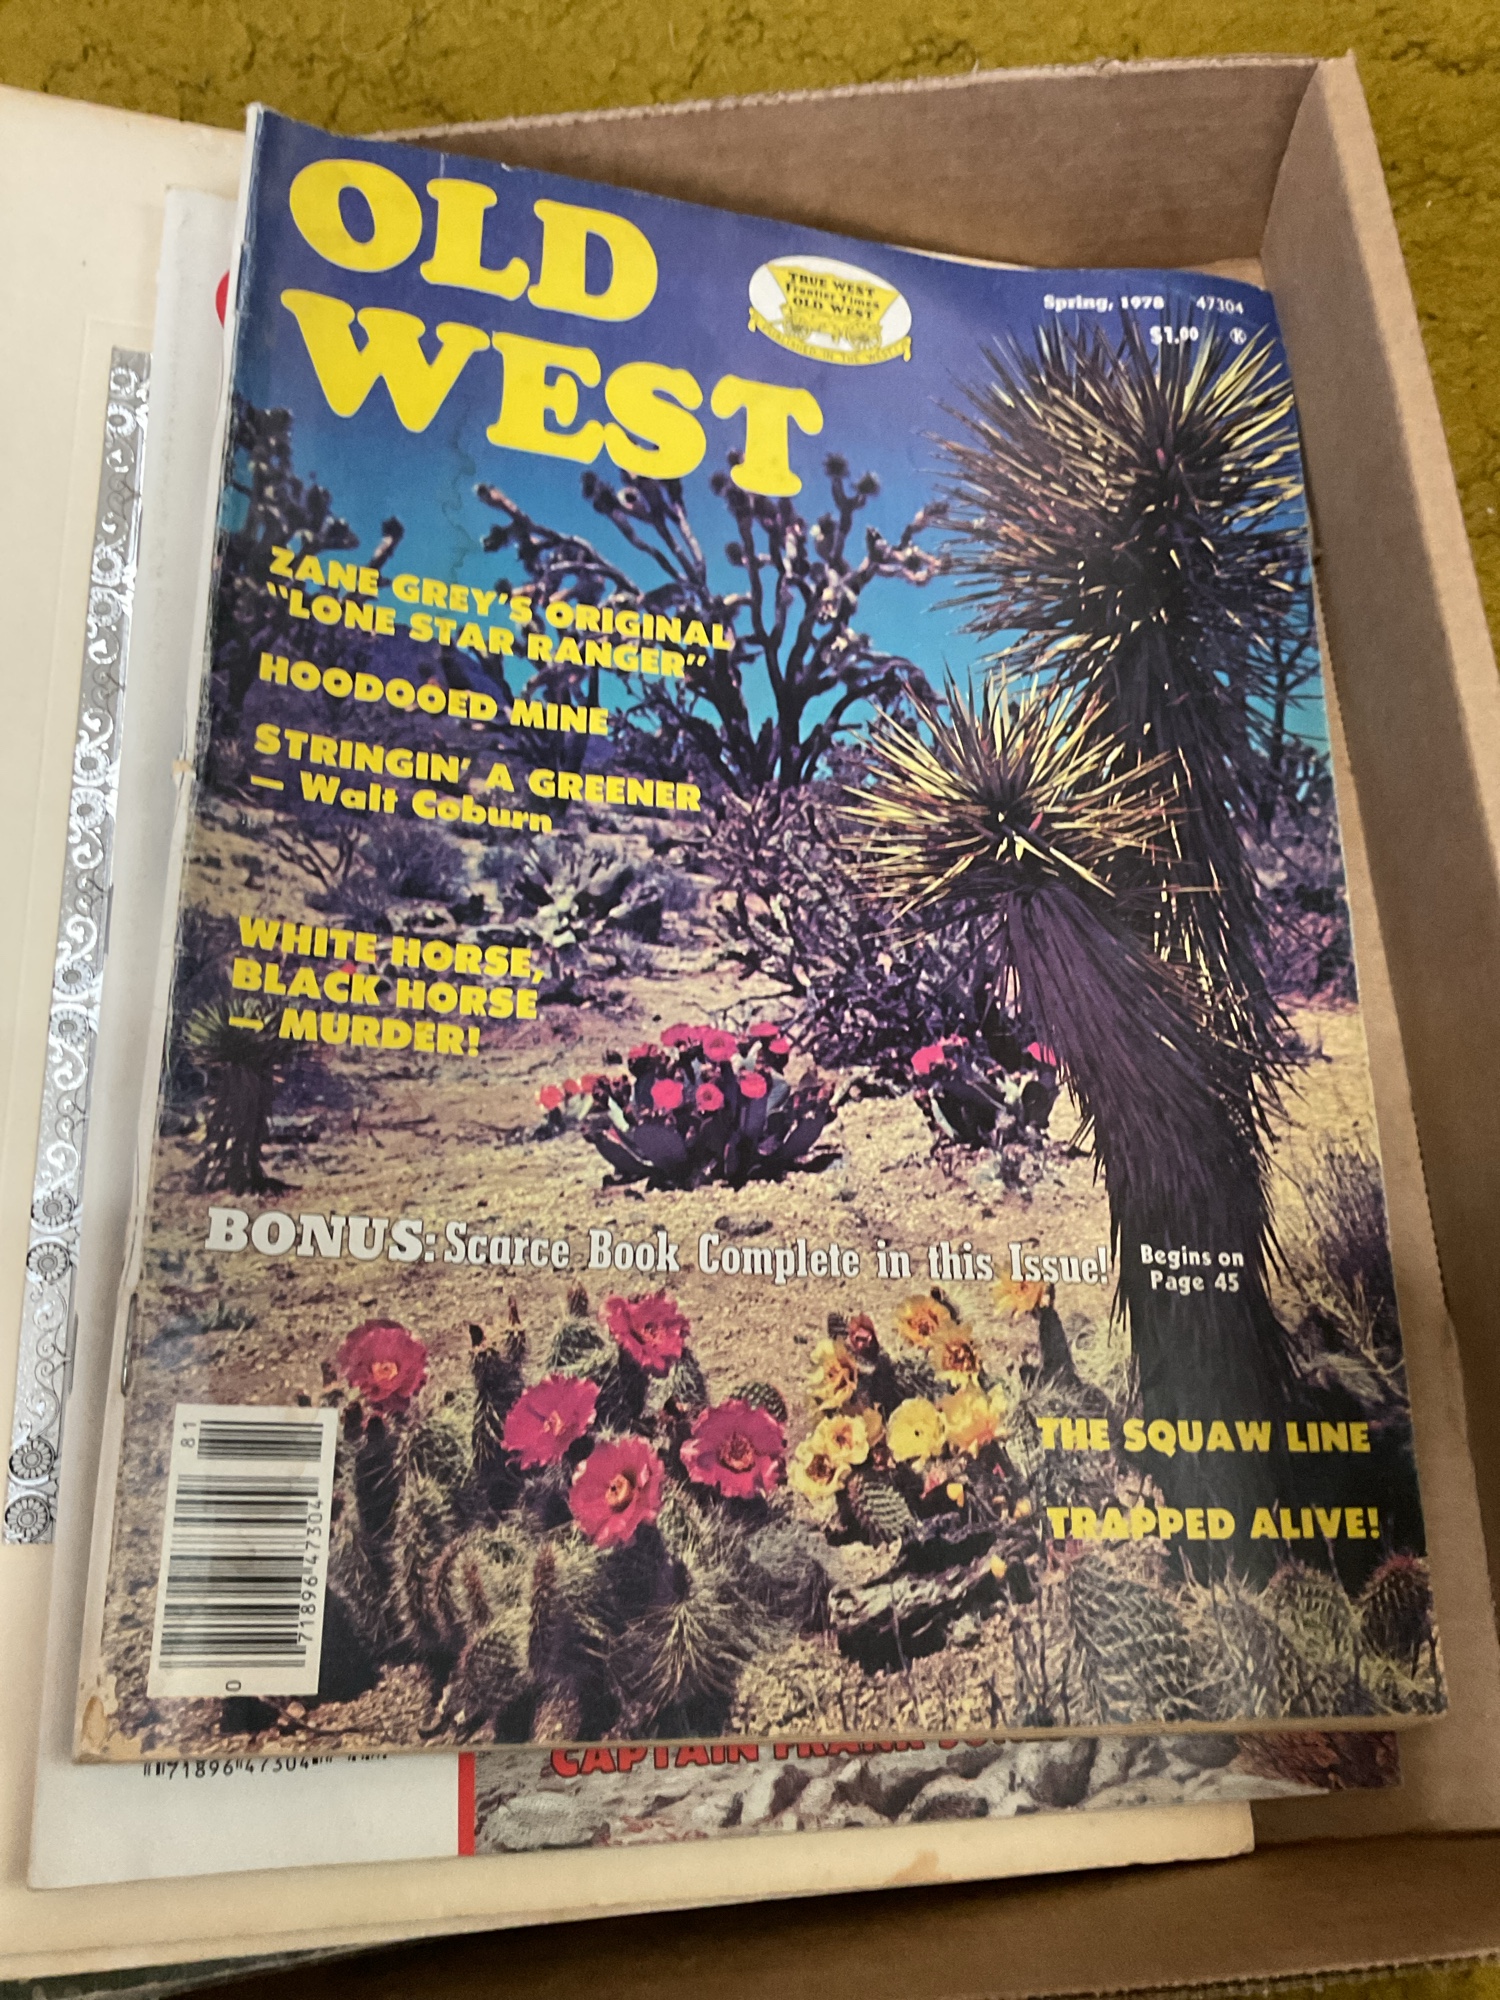 OLD
WEST
TRUE WEST
Frontier Times
OLD WEST
Spring, 1978 47304
$1.00 K
ZANE GREY'S ORIGINAL
"LONE STAR RANGER"
HOODOOED MINE
STRINGIN' A GREENER
— Walt Coburn
WHITE HORSE,
BLACK HORSE
— MURDER!
BONUS: Scarce Book Complete in this Issue!
Begins on
Page 45
THE SQUAW LINE
TRAPPED ALIVE!
81
71896 47304
0
71896 47304
CAPTAIN FRANK